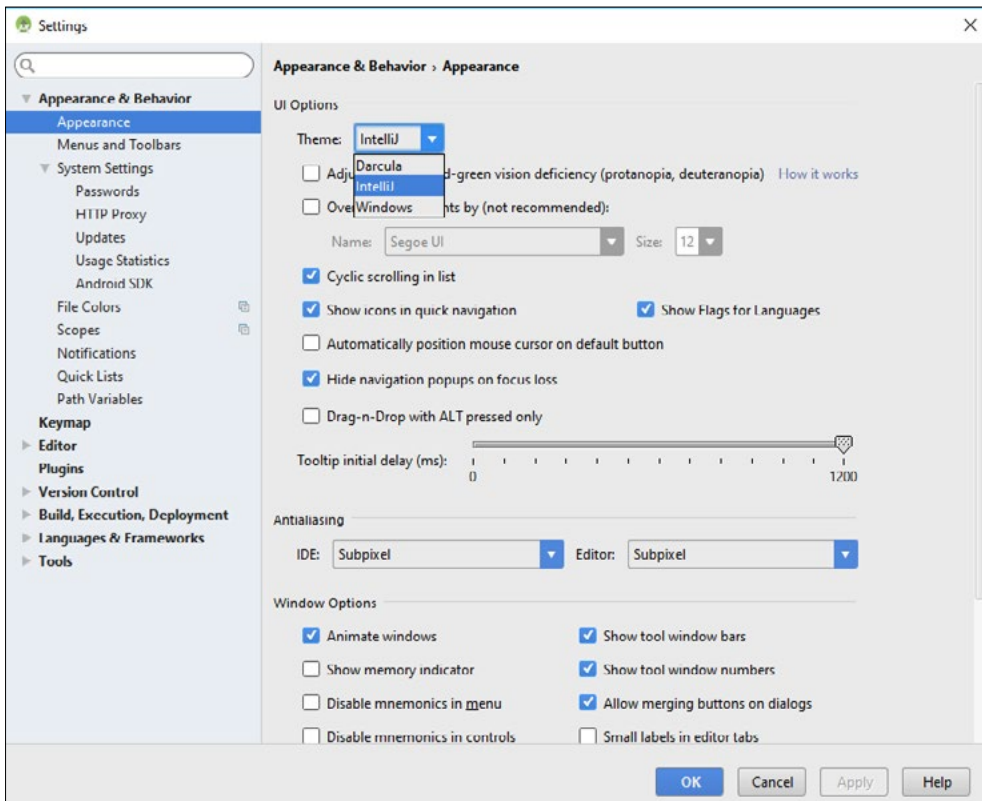 Settings
Appearance & Behavior
Appearance
Menus and Toolbars
System Settings
Passwords
HTTP Proxy
Updates
Usage Statistics
Android SDK
File Colors
Scopes
Notifications
Quick Lists
Path Variables
Keymap
Editor
Plugins
Version Control
Build, Execution, Deployment
Languages & Frameworks
Tools
Appearance & Behavior › Appearance
UI Options
Theme: IntelliJ
Darcula
IntelliJ
Windows
Adju d-green vision deficiency (protanopia, deuteranopia) How it works
Over nts by (not recommended):
Name: Segoe UI Size: 12
Cyclic scrolling in list
Show icons in quick navigation Show Flags for Languages
Automatically position mouse cursor on default button
Hide navigation popups on focus loss
Drag-n-Drop with ALT pressed only
Tooltip initial delay (ms):
0 1200
Antialiasing
IDE: Subpixel Editor: Subpixel
Window Options
Animate windows Show tool window bars
Show memory indicator Show tool window numbers
Disable mnemonics in menu Allow merging buttons on dialogs
Disable mnemonics in controls Small labels in editor tabs
OK Cancel Apply Help